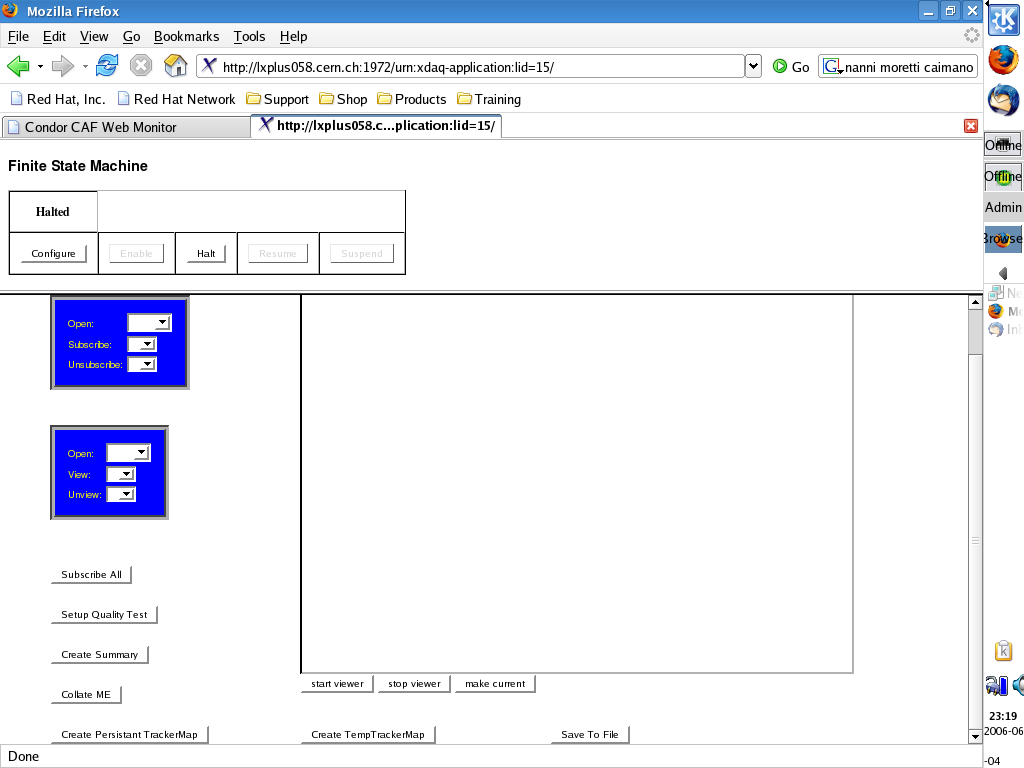 Mozilla Firefox
File Edit View Go Bookmarks Tools Help
http://lxplus058.cern.ch:1972/urn:xdaq-application:lid=15/ Go G nanni moretti caimano
Red Hat, Inc. Red Hat Network Support Shop Products Training
Condor CAF Web Monitor http://lxplus058.c...plication:lid=15/
Online
Finite State Machine
Offline
Admin
Halted
Browse
Configure Enable Halt Resume Suspend
Open:
Subscribe:
Unsubscribe:
Open:
View:
Unview:
Subscribe All
Setup Quality Test
Create Summary
Collate ME
start viewer stop viewer make current
Create Persistant TrackerMap Create TempTrackerMap Save To File
23:19
2006-06
-04
Done